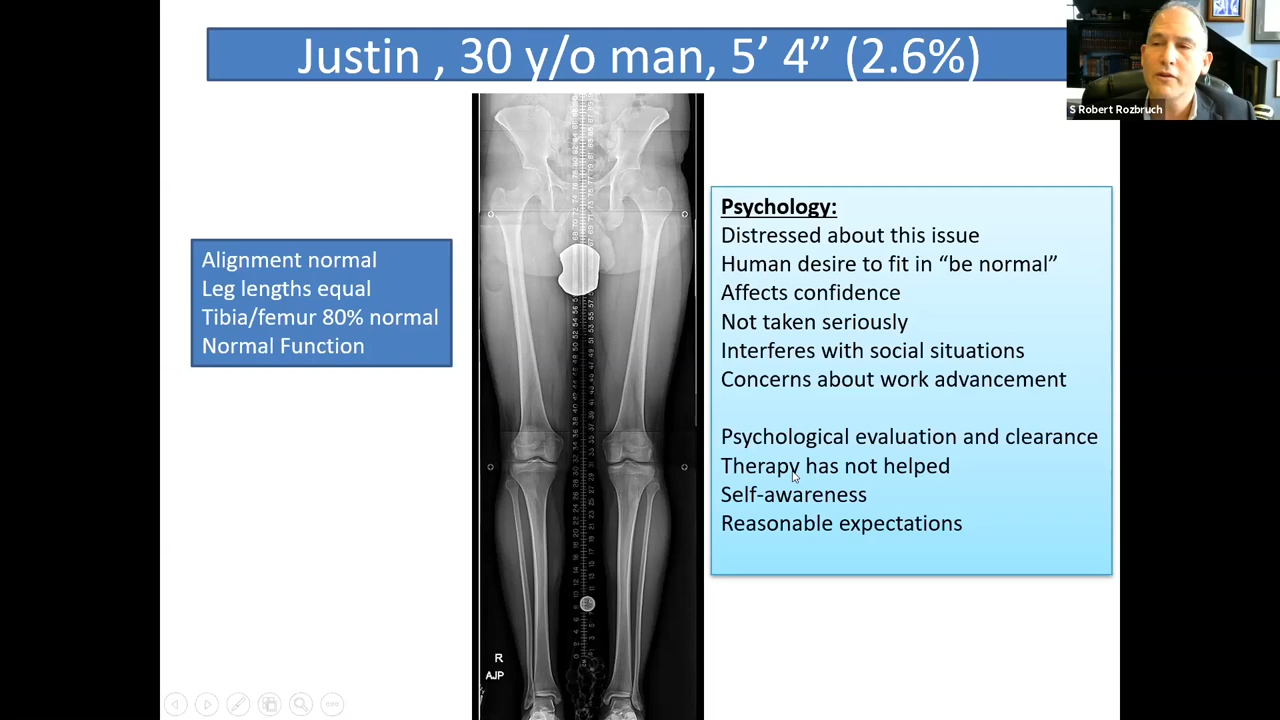 Justin , 30 y/o man, 5’ 4” (2.6%)
S Robert Rozbruch
Alignment normal
Leg lengths equal
Tibia/femur 80% normal
Normal Function
Psychology:
Distressed about this issue
Human desire to fit in “be normal”
Affects confidence
Not taken seriously
Interferes with social situations
Concerns about work advancement
Psychological evaluation and clearance
Therapy has not helped
Self-awareness
Reasonable expectations
R
AJP